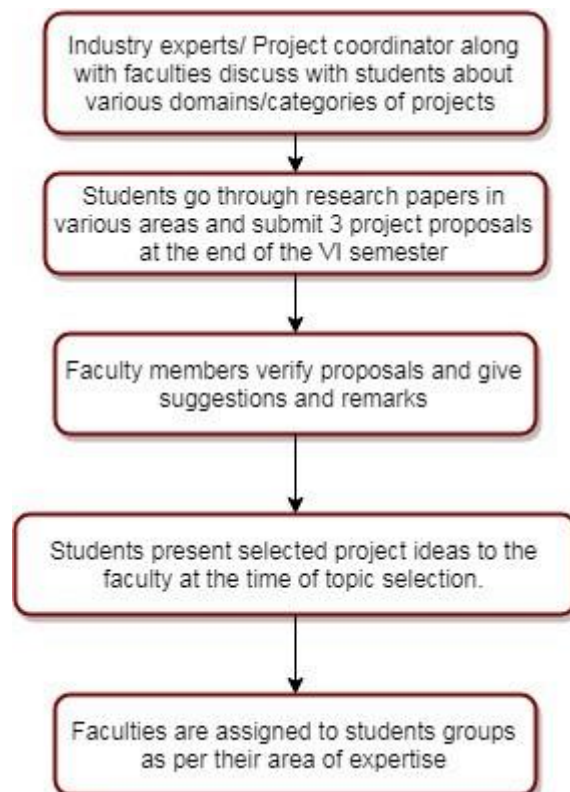 Industry experts/ Project coordinator along
with faculties discuss with students about
various domains/categories of projects
Students go through research papers in
various areas and submit 3 project proposals
at the end of the VI semester
Faculty members verify proposals and give
suggestions and remarks
Students present selected project ideas to the
faculty at the time of topic selection.
Faculties are assigned to students groups
as per their area of expertise